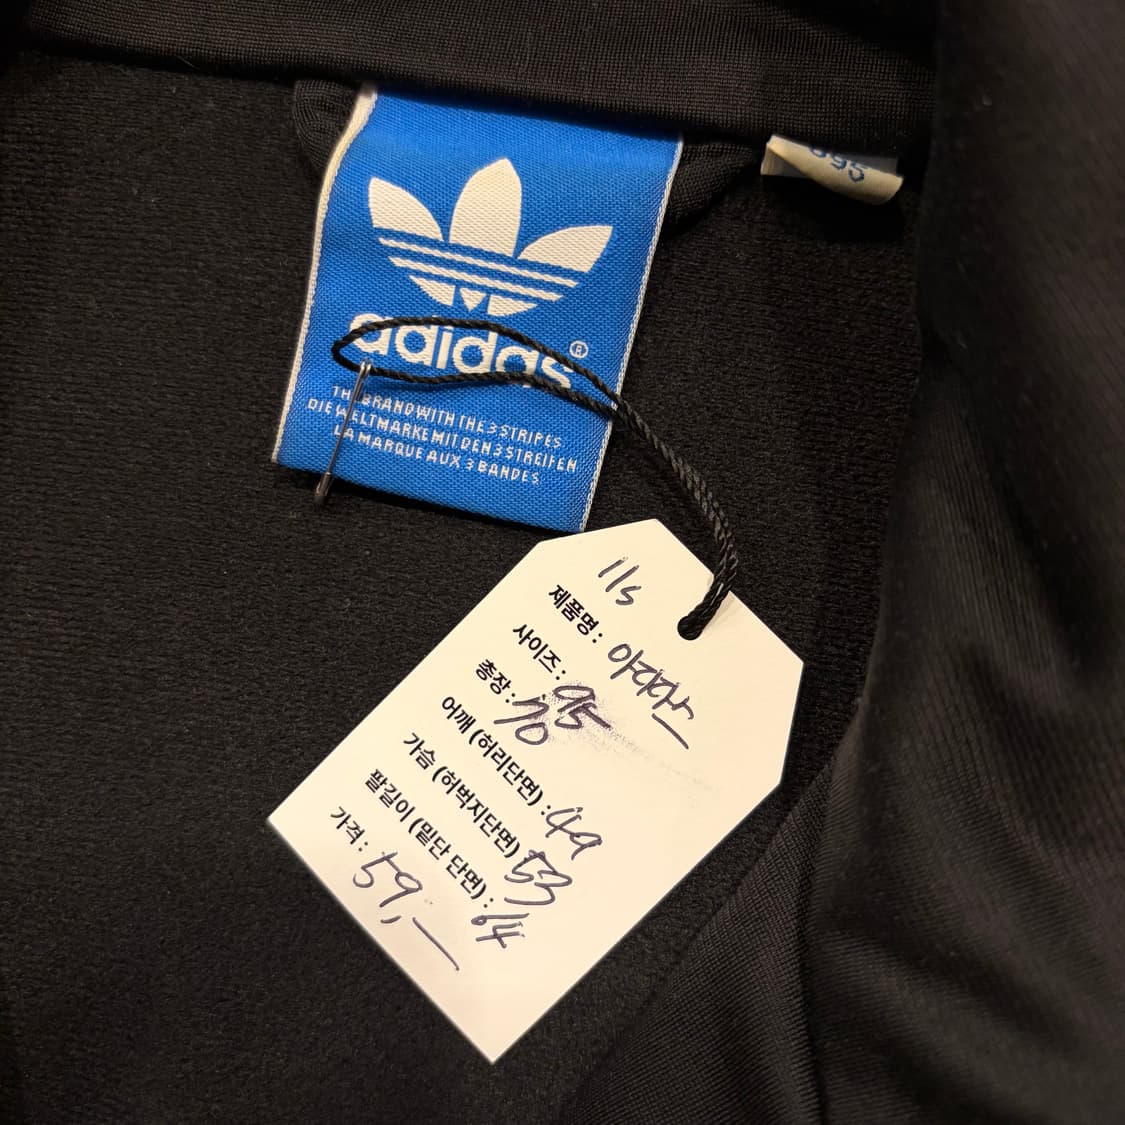 adidas®
THE BRAND WITH THE 3 STRIPES
DIE WELTMARKE MIT DEN 3 STREIFEN
LA MARQUE AUX 3 BANDES
095
11s
제품명 : 아디다스
사이즈 : 95
총장 : 70
어깨 (허리단면) : 49
가슴 (허벅지단면) 53
팔길이 (밑단 단면) : 64
가격 : 59,-